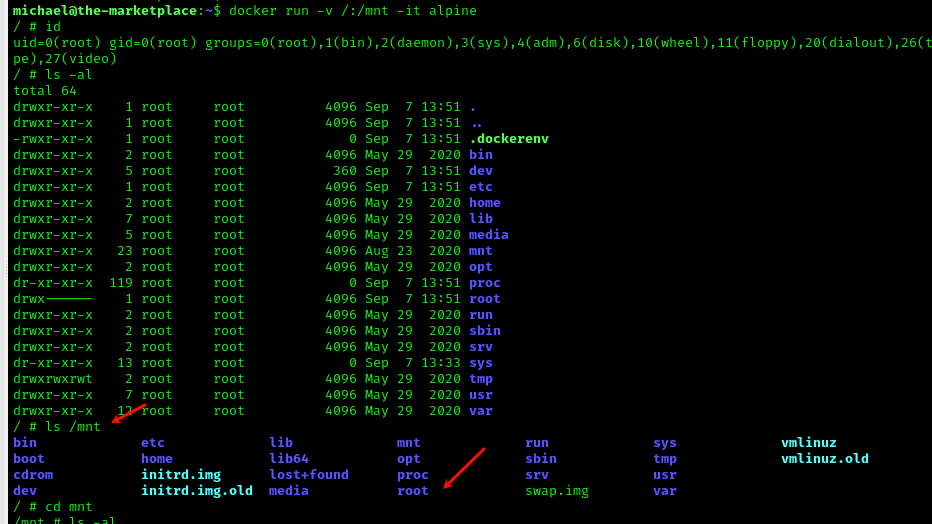 michael@the-marketplace:~$ docker run -v /:/mnt -it alpine
/ # id
uid=0(root) gid=0(root) groups=0(root),1(bin),2(daemon),3(sys),4(adm),6(disk),10(wheel),11(floppy),20(dialout),26(t
pe),27(video)
/ # ls -al
total 64
drwxr-xr-x    1 root     root          4096 Sep  7 13:51 .
drwxr-xr-x    1 root     root          4096 Sep  7 13:51 ..
-rwxr-xr-x    1 root     root             0 Sep  7 13:51 .dockerenv
drwxr-xr-x    2 root     root          4096 May 29  2020 bin
drwxr-xr-x    5 root     root           360 Sep  7 13:51 dev
drwxr-xr-x    1 root     root          4096 Sep  7 13:51 etc
drwxr-xr-x    2 root     root          4096 May 29  2020 home
drwxr-xr-x    7 root     root          4096 May 29  2020 lib
drwxr-xr-x    5 root     root          4096 May 29  2020 media
drwxr-xr-x   23 root     root          4096 Aug 23  2020 mnt
drwxr-xr-x    2 root     root          4096 May 29  2020 opt
dr-xr-xr-x  119 root     root             0 Sep  7 13:51 proc
drwx------    1 root     root          4096 Sep  7 13:51 root
drwxr-xr-x    2 root     root          4096 May 29  2020 run
drwxr-xr-x    2 root     root          4096 May 29  2020 sbin
drwxr-xr-x    2 root     root          4096 May 29  2020 srv
dr-xr-xr-x   13 root     root             0 Sep  7 13:33 sys
drwxrwxrwt    2 root     root          4096 May 29  2020 tmp
drwxr-xr-x    7 root     root          4096 May 29  2020 usr
drwxr-xr-x   12 root     root          4096 May 29  2020 var
/ # ls /mnt
bin             etc             lib             mnt             run             sys             vmlinuz
boot            home            lib64           opt             sbin            tmp             vmlinuz.old
cdrom           initrd.img      lost+found      proc            srv             usr
dev             initrd.img.old  media           root            swap.img        var
/ # cd mnt
/mnt # ls -al